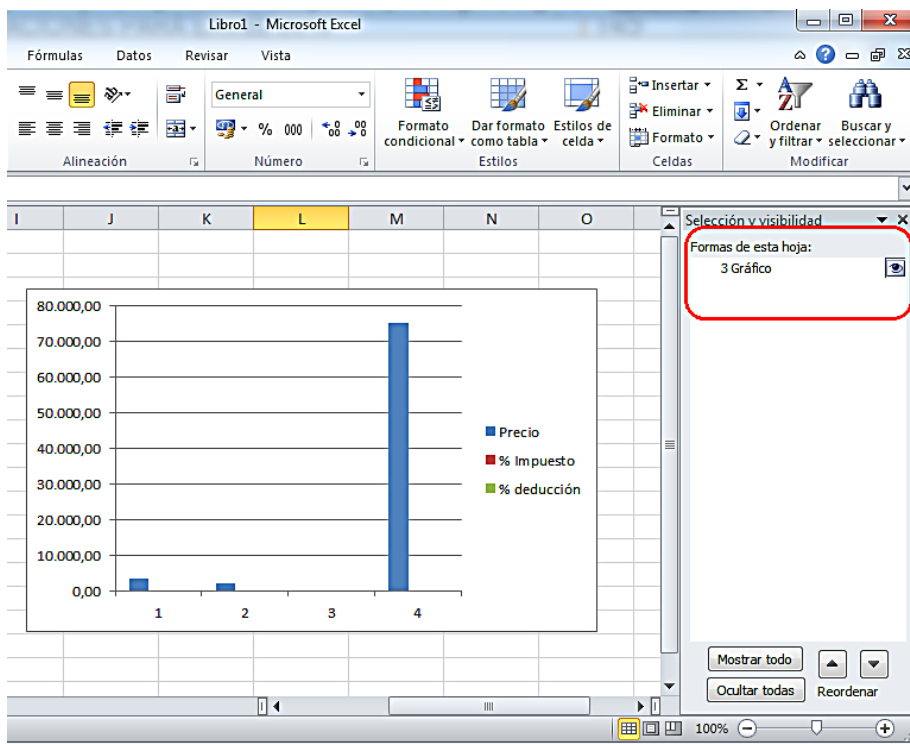 Libro1 - Microsoft Excel
Fórmulas Datos Revisar Vista
General
Insertar
Eliminar
Formato
% 000
Formato condicional
Dar formato como tabla
Estilos de celda
Σ
Ordenar y filtrar
Buscar y seleccionar
Alineación Número Estilos Celdas Modificar
I J K L M N O
Selección y visibilidad
Formas de esta hoja:
3 Gráfico
80.000,00
70.000,00
60.000,00
50.000,00
40.000,00
30.000,00
20.000,00
10.000,00
0,00
1 2 3 4
Precio
% Impuesto
% deducción
Mostrar todo
Ocultar todas
Reordenar
100%